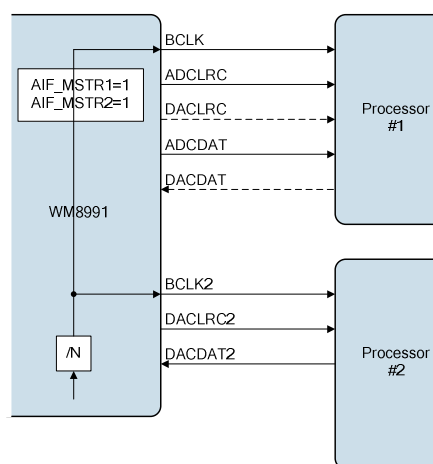 BCLK
AIF_MSTR1=1
AIF_MSTR2=1
ADCLRC
DACLRC
ADCDAT
DACDAT
Processor
#1
WM8991
BCLK2
DACLRC2
DACDAT2
/N
Processor
#2